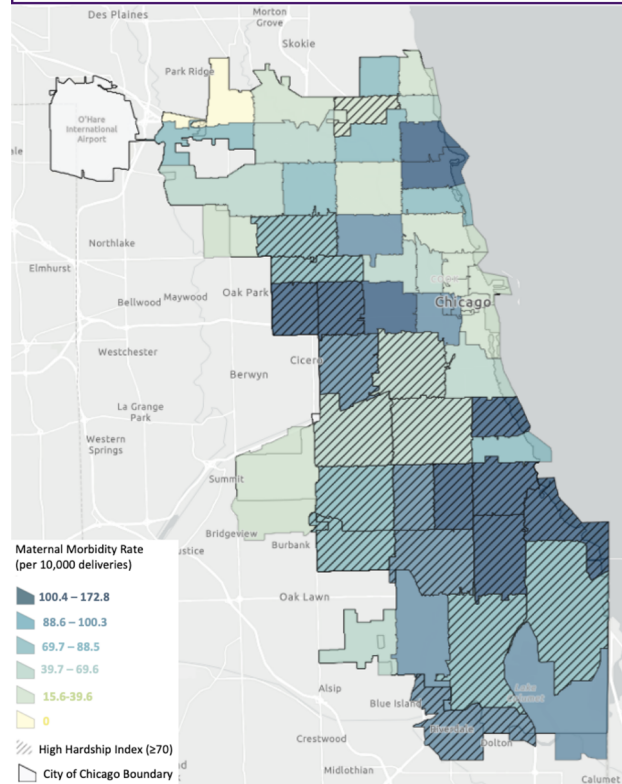 Des Plaines
Morton
Grove
Skokie
Park Ridge
O'Hare
International
Airport
ale
Northlake
Elmhurst
Bellwood
Maywood
Oak Park
Chicago
Westchester
Cicero
Berwyn
La Grange
Park
Western
Springs
Summit
Bridgeview
ustice
Burbank
Maternal Morbidity Rate
(per 10,000 deliveries)
100.4 – 172.8
88.6 – 100.3
69.7 – 88.5
39.7 – 69.6
15.6-39.6
0
High Hardship Index (≥70)
City of Chicago Boundary
Oak Lawn
Alsip
Blue Island
Lake
Calumet
Crestwood
Riverdale
Dolton
Midlothian
d
Calumet